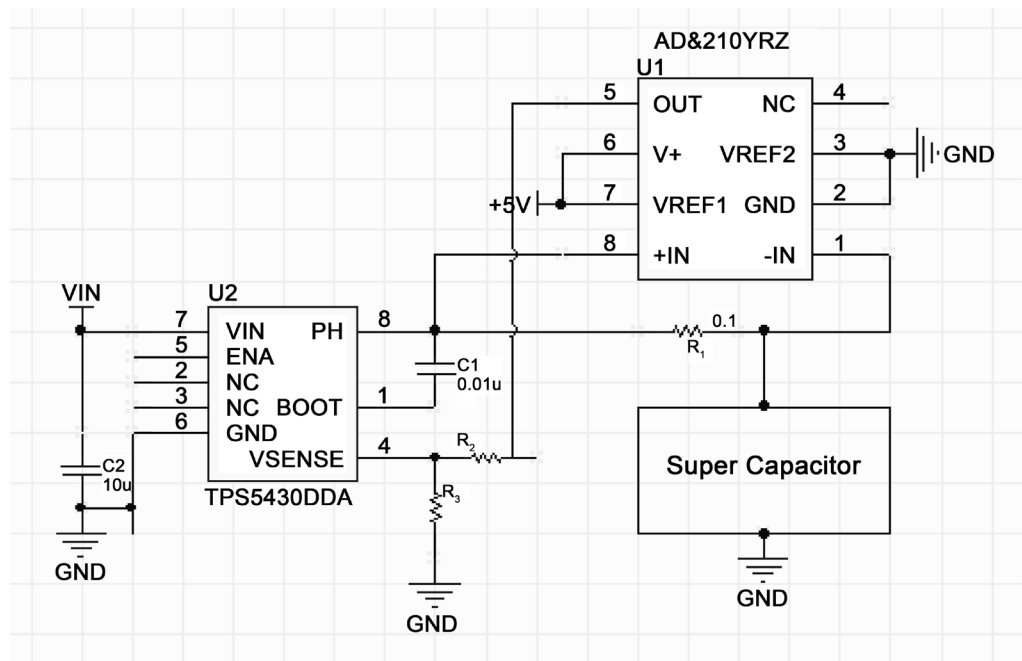 AD&210YRZ
U1
5 OUT NC 4
6 V+ VREF2 3
GND
+5V 7 VREF1 GND 2
8 +IN -IN 1
VIN
U2
7 VIN PH 8
5 ENA
2 NC
3 NC BOOT 1
6 GND
VSENSE 4
TPS5430DDA
C1
0.01u
0.1
R1
R2
R3
C2
10u
GND
GND
Super Capacitor
GND